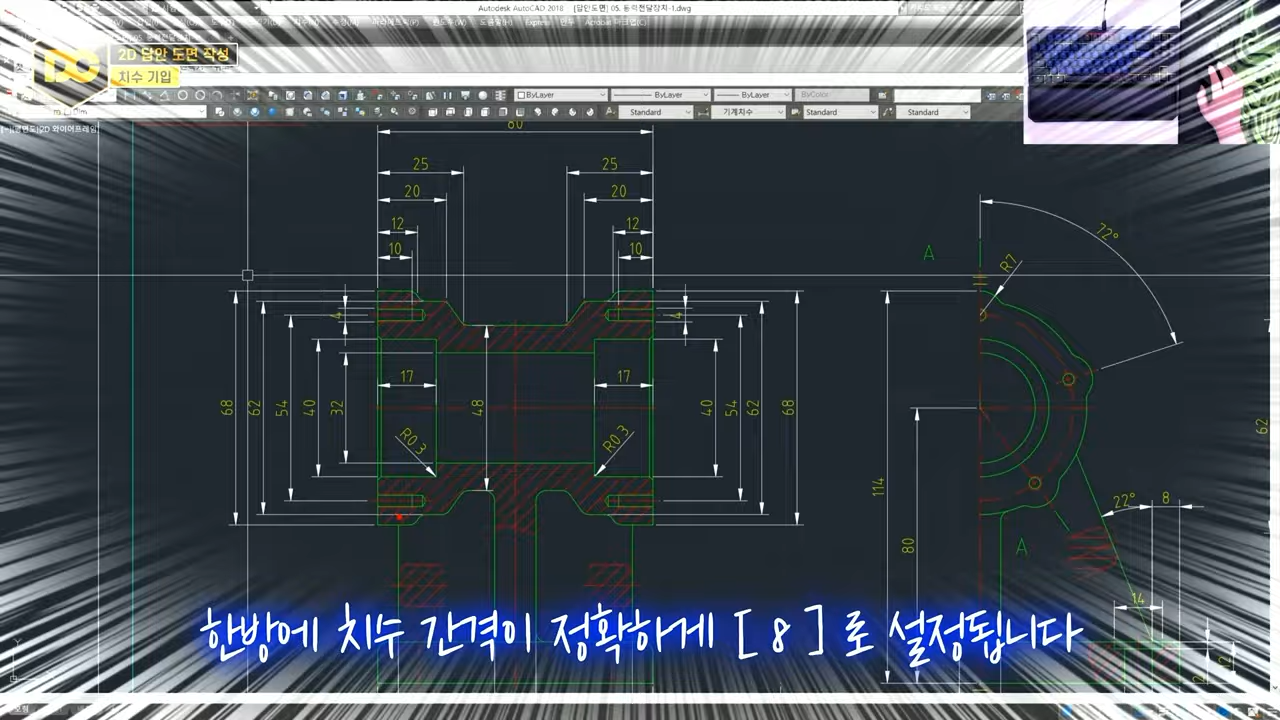 Autodesk AutoCAD 2018 [답안도면] 05. 동력전달장치-1.dwg
Express
2D 답안 도면 작성
치수 기입
ByLayer ByLayer ByLayer ByColor
Standard 기계치수 Standard Standard
80
25 25
20 20
12 12
10 10
72°
A
R7
4 4
17 17
68 62 54 40 32 48 40 54 62 68
R0.3 R0.3
62
114
22° 8
80
A
14
12
한방에 치수 간격이 정확하게 [ 8 ] 로 설정됩니다